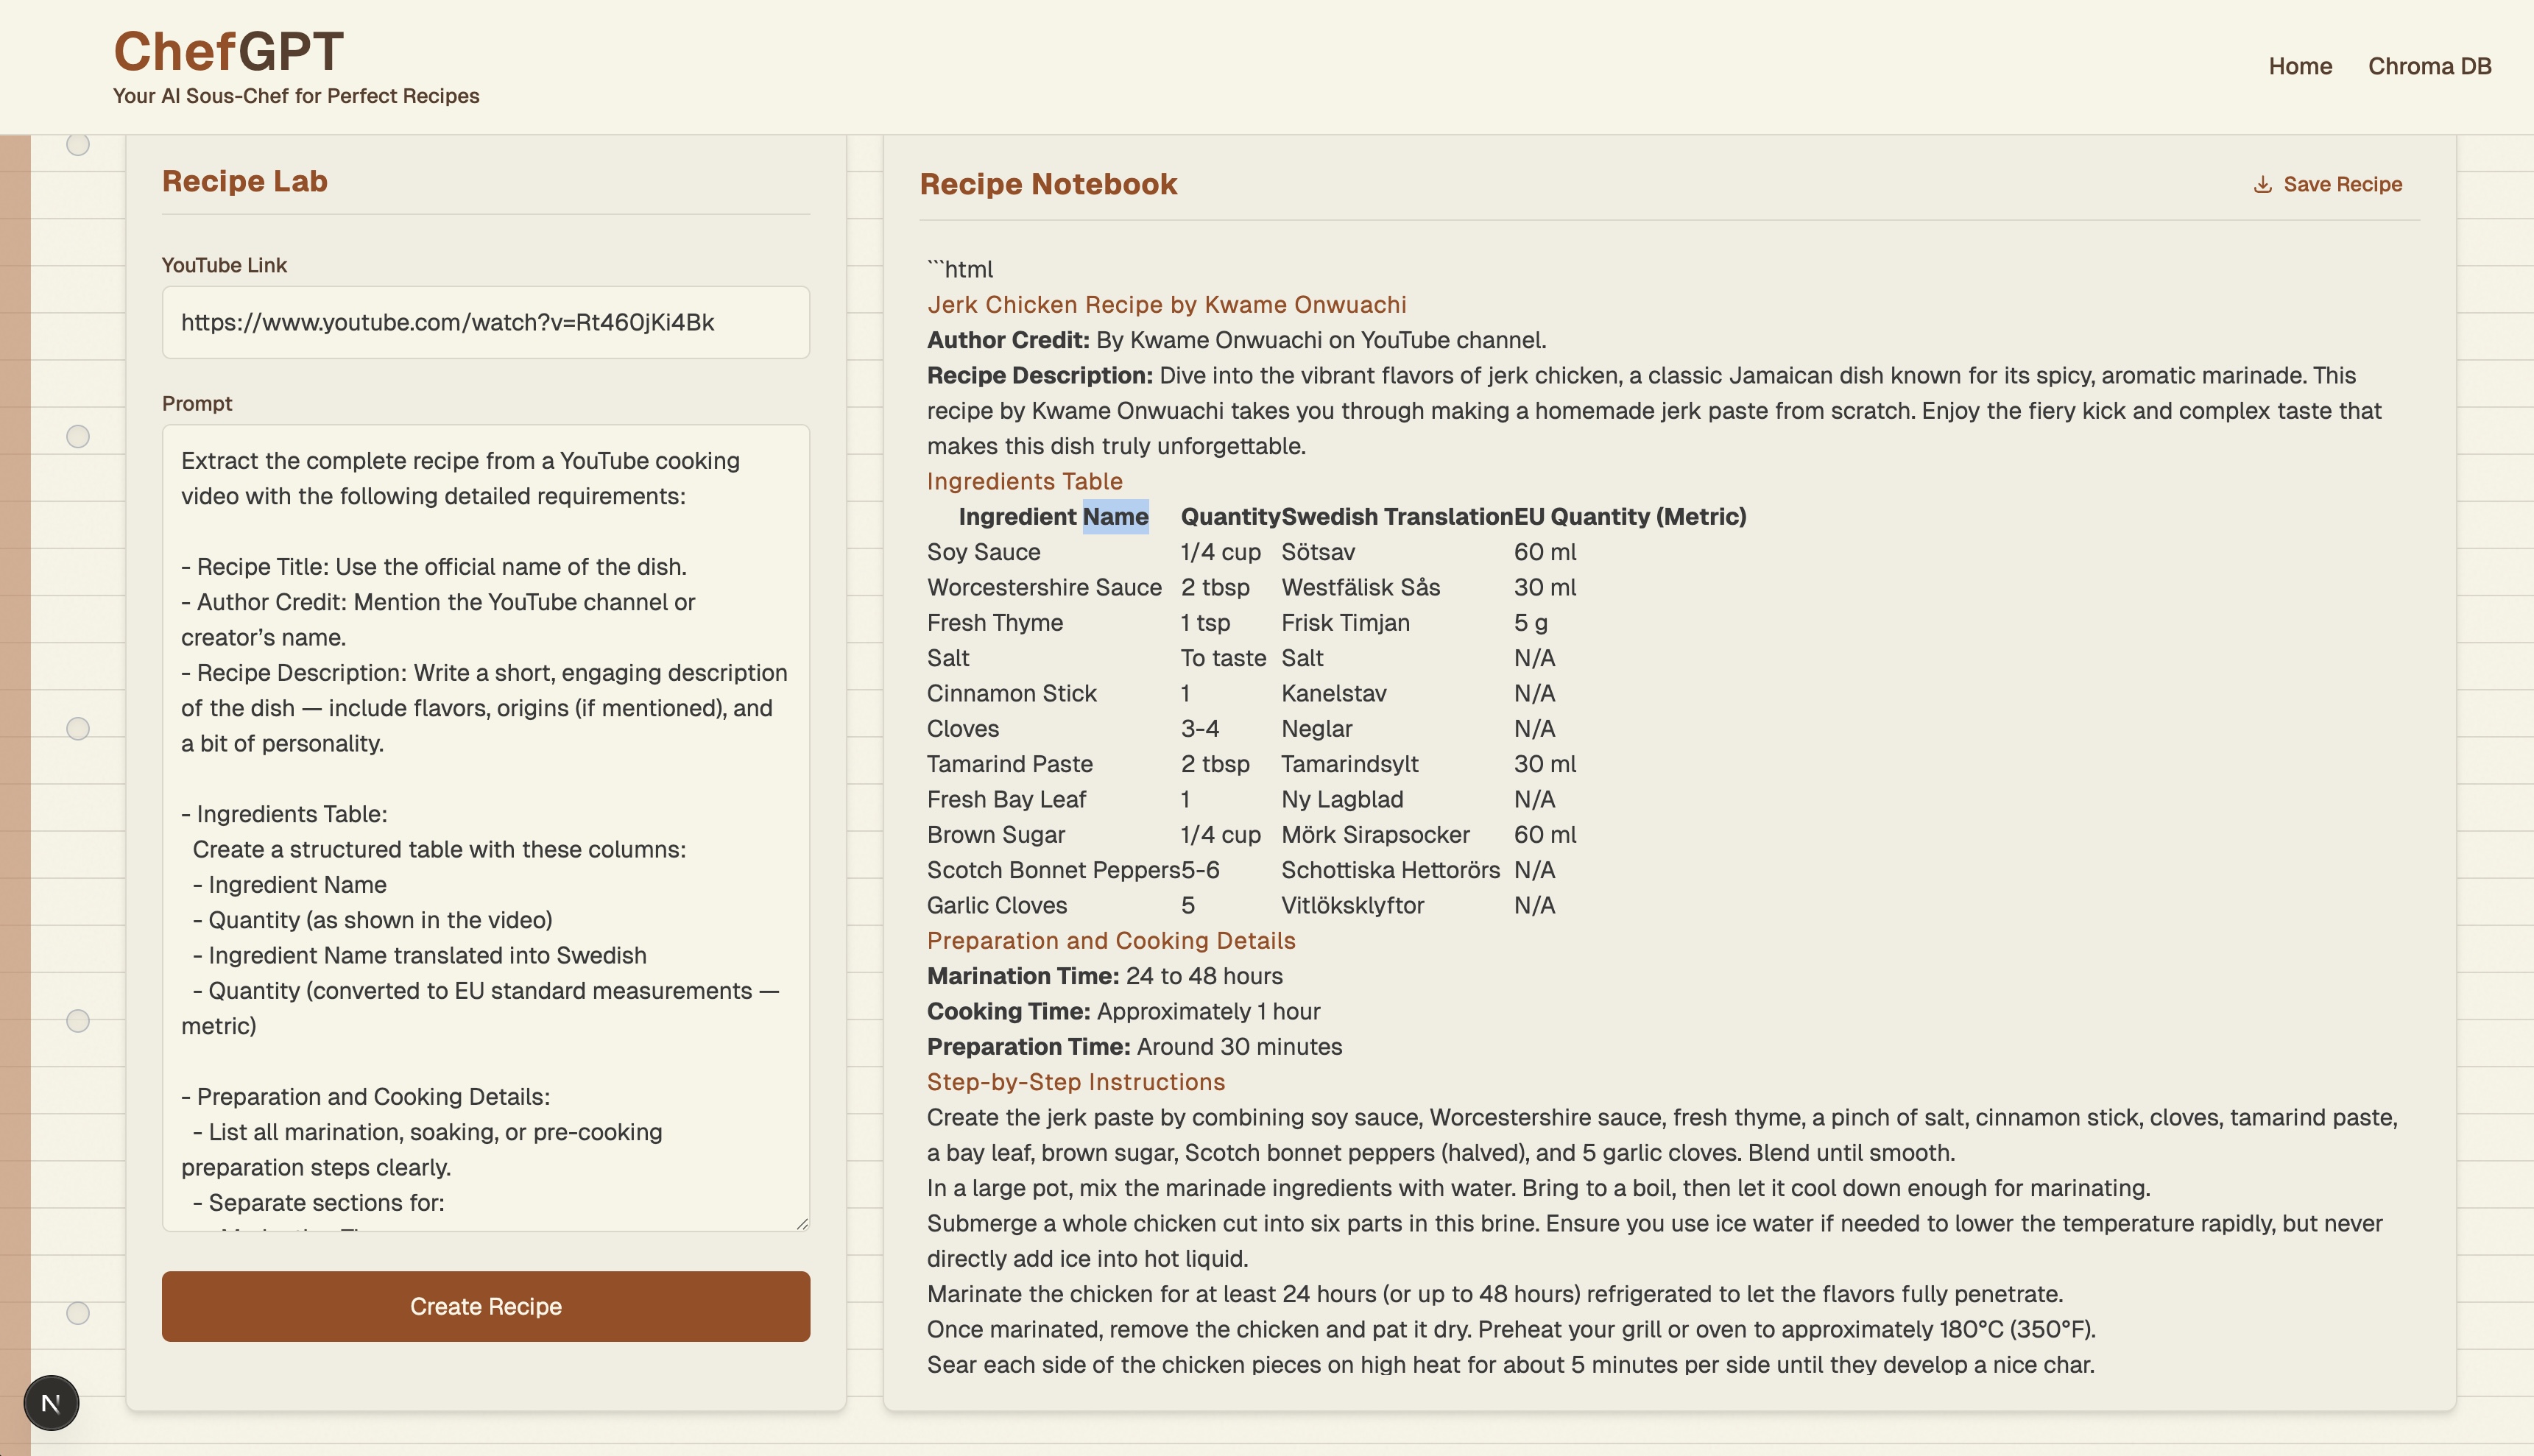 ChefGPT
Your AI Sous-Chef for Perfect Recipes
Home
Chroma DB
Recipe Lab
YouTube Link
https://www.youtube.com/watch?v=Rt460jKi4Bk
Prompt
Extract the complete recipe from a YouTube cooking
video with the following detailed requirements:
- Recipe Title: Use the official name of the dish.
- Author Credit: Mention the YouTube channel or
creator’s name.
- Recipe Description: Write a short, engaging description
of the dish — include flavors, origins (if mentioned), and
a bit of personality.
- Ingredients Table:
Create a structured table with these columns:
- Ingredient Name
- Quantity (as shown in the video)
- Ingredient Name translated into Swedish
- Quantity (converted to EU standard measurements —
metric)
- Preparation and Cooking Details:
- List all marination, soaking, or pre-cooking
preparation steps clearly.
- Separate sections for:
Create Recipe
N
Recipe Notebook
Save Recipe
```html
Jerk Chicken Recipe by Kwame Onwuachi
Author Credit: By Kwame Onwuachi on YouTube channel.
Recipe Description: Dive into the vibrant flavors of jerk chicken, a classic Jamaican dish known for its spicy, aromatic marinade. This
recipe by Kwame Onwuachi takes you through making a homemade jerk paste from scratch. Enjoy the fiery kick and complex taste that
makes this dish truly unforgettable.
Ingredients Table
Ingredient Name Quantity Swedish Translation EU Quantity (Metric)
Soy Sauce 1/4 cup Sötsav 60 ml
Worcestershire Sauce 2 tbsp Westfälisk Sås 30 ml
Fresh Thyme 1 tsp Frisk Timjan 5 g
Salt To taste Salt N/A
Cinnamon Stick 1 Kanelstav N/A
Cloves 3-4 Neglar N/A
Tamarind Paste 2 tbsp Tamarindsylt 30 ml
Fresh Bay Leaf 1 Ny Lagblad N/A
Brown Sugar 1/4 cup Mörk Sirapsocker 60 ml
Scotch Bonnet Peppers 5-6 Schottiska Hettorörs N/A
Garlic Cloves 5 Vitlöksklyftor N/A
Preparation and Cooking Details
Marination Time: 24 to 48 hours
Cooking Time: Approximately 1 hour
Preparation Time: Around 30 minutes
Step-by-Step Instructions
Create the jerk paste by combining soy sauce, Worcestershire sauce, fresh thyme, a pinch of salt, cinnamon stick, cloves, tamarind paste,
a bay leaf, brown sugar, Scotch bonnet peppers (halved), and 5 garlic cloves. Blend until smooth.
In a large pot, mix the marinade ingredients with water. Bring to a boil, then let it cool down enough for marinating.
Submerge a whole chicken cut into six parts in this brine. Ensure you use ice water if needed to lower the temperature rapidly, but never
directly add ice into hot liquid.
Marinate the chicken for at least 24 hours (or up to 48 hours) refrigerated to let the flavors fully penetrate.
Once marinated, remove the chicken and pat it dry. Preheat your grill or oven to approximately 180°C (350°F).
Sear each side of the chicken pieces on high heat for about 5 minutes per side until they develop a nice char.